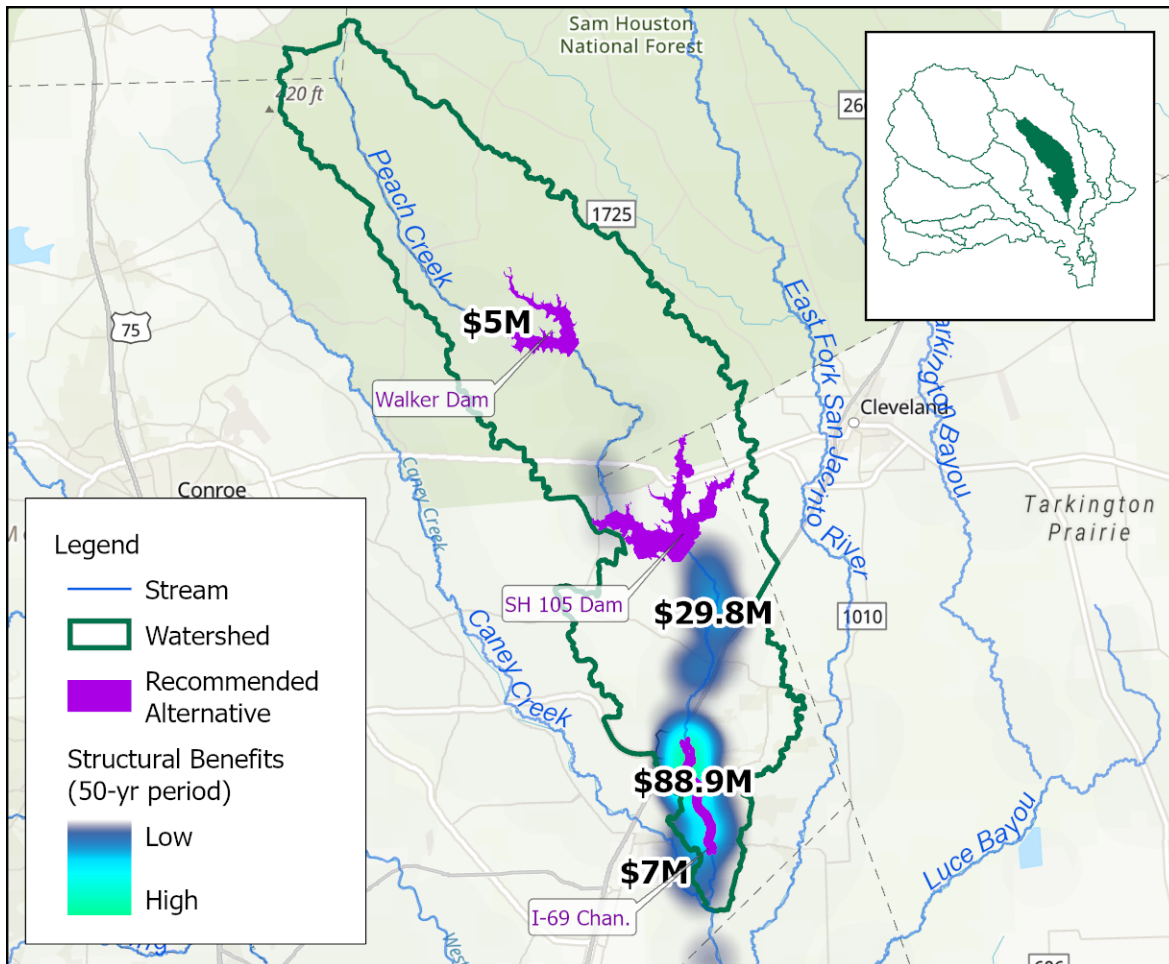 Sam Houston
National Forest
420 ft
Peach Creek
1725
75
$5M
Walker Dam
East Fork San Jacinto River
Cleveland
Conroe
Caney Creek
Tarkington
Prairie
SH 105 Dam
$29.8M
1010
Caney Creek
$88.9M
$7M
I-69 Chan.
Luce Bayou
West
Legend
Stream
Watershed
Recommended
Alternative
Structural Benefits
(50-yr period)
Low
High